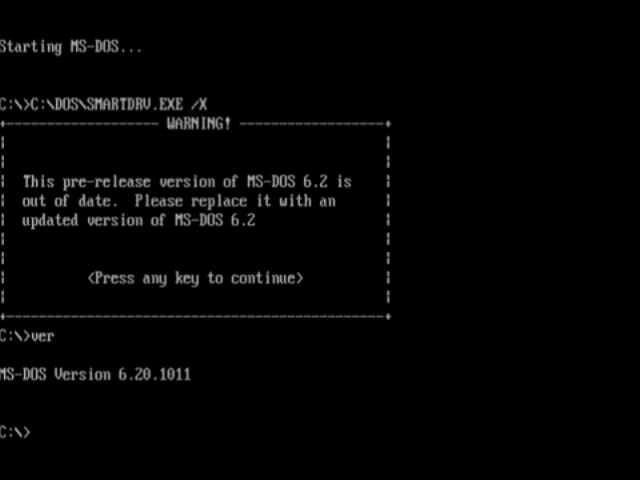 Starting MS-DOS...
C:\>C:\DOS\SMARTDRV.EXE /X
WARNING!
This pre-release version of MS-DOS 6.2 is
out of date.  Please replace it with an
updated version of MS-DOS 6.2
<Press any key to continue>
C:\>ver
MS-DOS Version 6.20.1011
C:\>